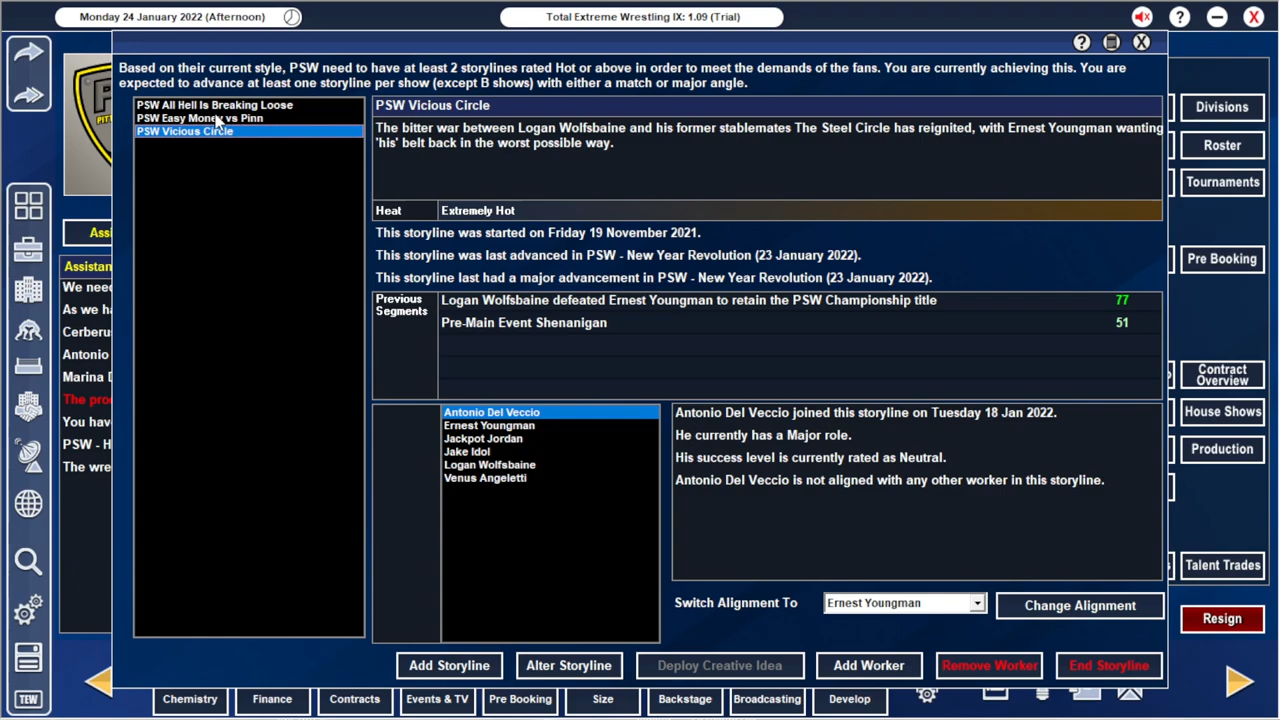 Monday 24 January 2022 (Afternoon)
Total Extreme Wrestling IX: 1.09 (Trial)
Based on their current style, PSW need to have at least 2 storylines rated Hot or above in order to meet the demands of the fans. You are currently achieving this. You are
expected to advance at least one storyline per show (except B shows) with either a match or major angle.
PSW All Hell Is Breaking Loose
PSW Easy Money vs Pinn
PSW Vicious Circle
PSW Vicious Circle
The bitter war between Logan Wolfsbaine and his former stablemates The Steel Circle has reignited, with Ernest Youngman wanting
'his' belt back in the worst possible way.
Heat
Extremely Hot
This storyline was started on Friday 19 November 2021.
This storyline was last advanced in PSW - New Year Revolution (23 January 2022).
This storyline last had a major advancement in PSW - New Year Revolution (23 January 2022).
Previous
Segments
Logan Wolfsbaine defeated Ernest Youngman to retain the PSW Championship title 77
Pre-Main Event Shenanigan 51
Antonio Del Veccio
Ernest Youngman
Jackpot Jordan
Jake Idol
Logan Wolfsbaine
Venus Angeletti
Antonio Del Veccio joined this storyline on Tuesday 18 Jan 2022.
He currently has a Major role.
His success level is currently rated as Neutral.
Antonio Del Veccio is not aligned with any other worker in this storyline.
Switch Alignment To
Ernest Youngman
Change Alignment
Add Storyline
Alter Storyline
Deploy Creative Idea
Add Worker
Remove Worker
End Storyline
Assi
Assistan
We nee
As we h
Cerberu
Antonio
Marina
The pro
You hav
PSW - H
The wre
Divisions
Roster
Tournaments
Pre Booking
Contract
Overview
House Shows
Production
Talent Trades
Resign
TEW
Chemistry
Finance
Contracts
Events & TV
Pre Booking
Size
Backstage
Broadcasting
Develop